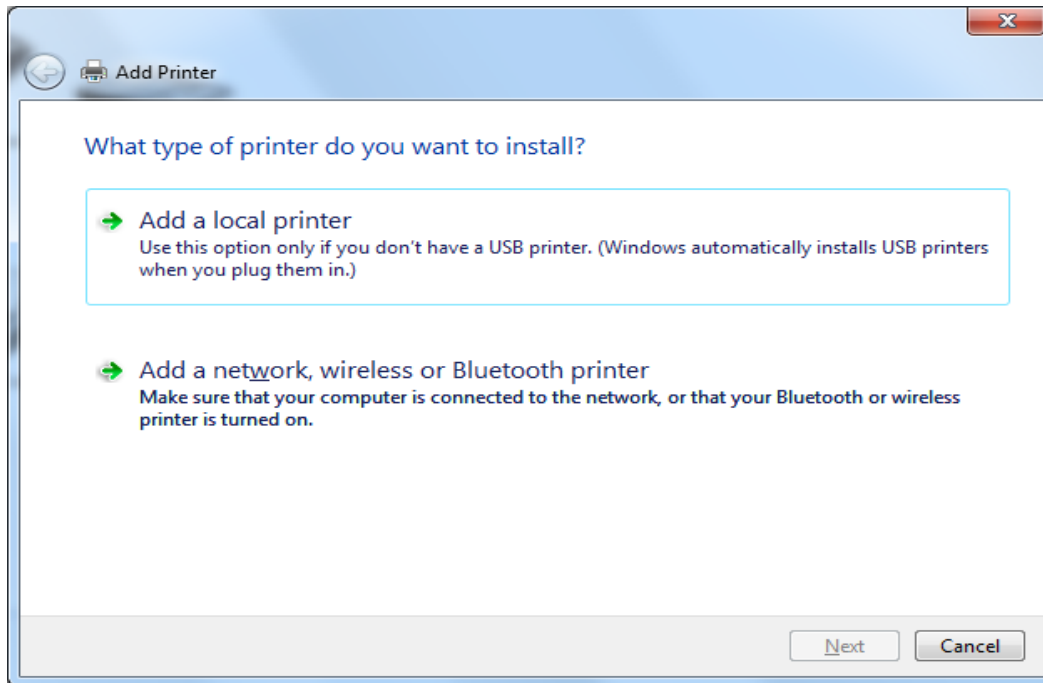 Add Printer
What type of printer do you want to install?
Add a local printer
Use this option only if you don't have a USB printer. (Windows automatically installs USB printers
when you plug them in.)
Add a network, wireless or Bluetooth printer
Make sure that your computer is connected to the network, or that your Bluetooth or wireless
printer is turned on.
Next
Cancel